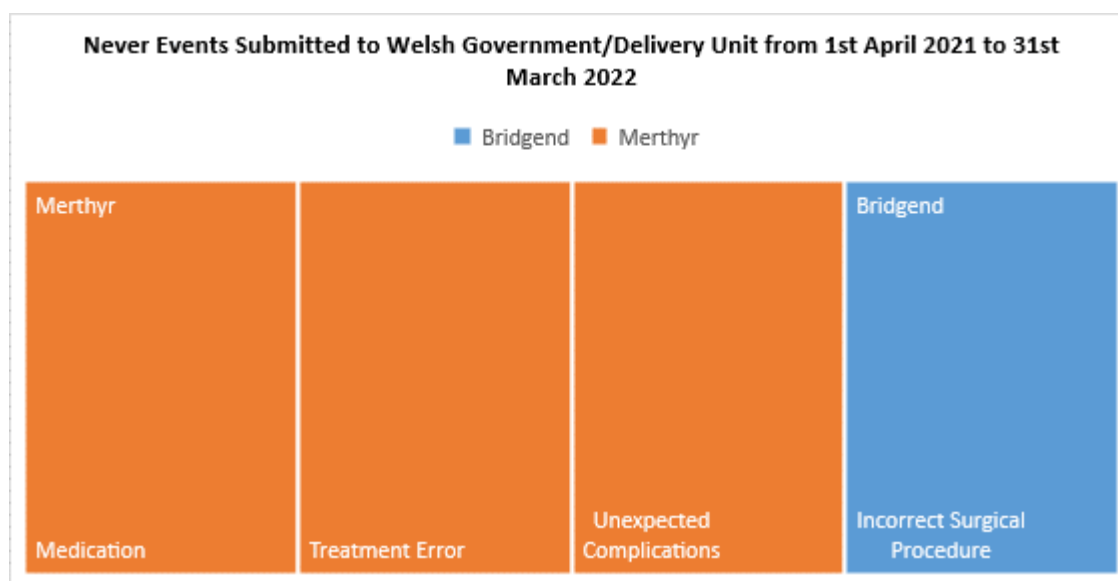 Never Events Submitted to Welsh Government/Delivery Unit from 1st April 2021 to 31st
March 2022
Bridgend Merthyr
Merthyr
Bridgend
Medication
Treatment Error
Unexpected
Complications
Incorrect Surgical
Procedure